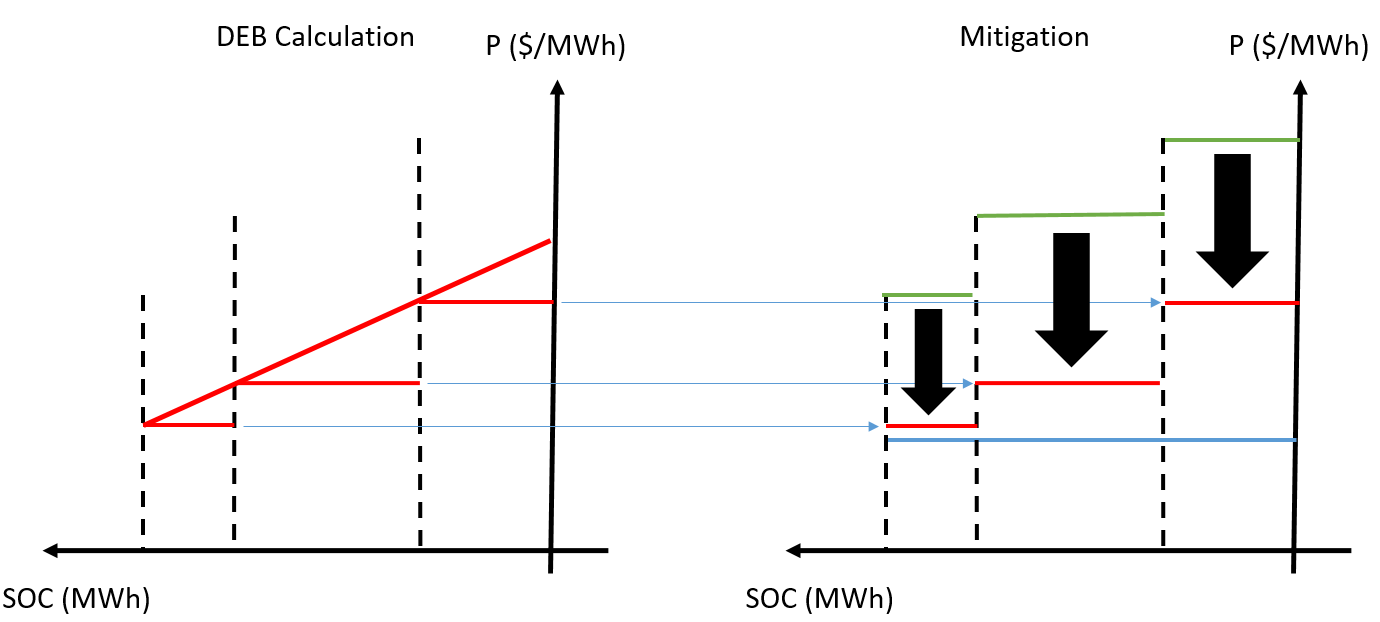 DEB Calculation
P ($/MWh)
Mitigation
P ($/MWh)
SOC (MWh)
SOC (MWh)